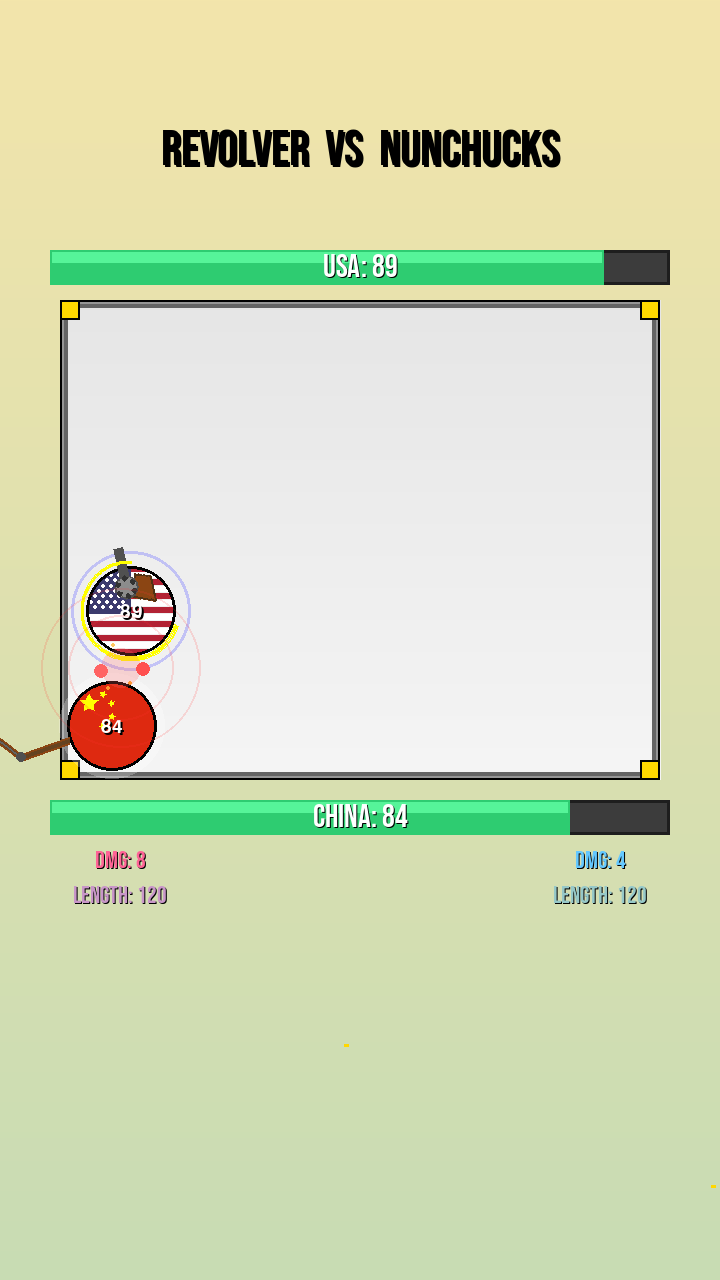 REVOLVER VS NUNCHUCKS
USA: 89
89
84
CHINA: 84
DMG: 8
DMG: 4
LENGTH: 120
LENGTH: 120